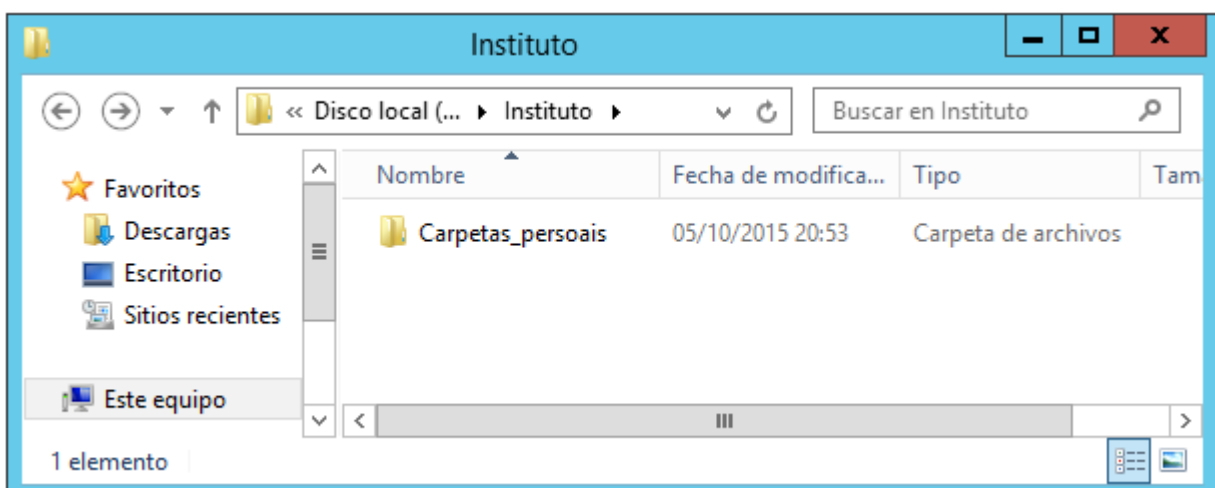 Instituto
« Disco local (... Instituto
Buscar en Instituto
Nombre Fecha de modifica... Tipo Tam
Favoritos
Descargas
Escritorio
Sitios recientes
Este equipo
Carpetas_persoais 05/10/2015 20:53 Carpeta de archivos
1 elemento